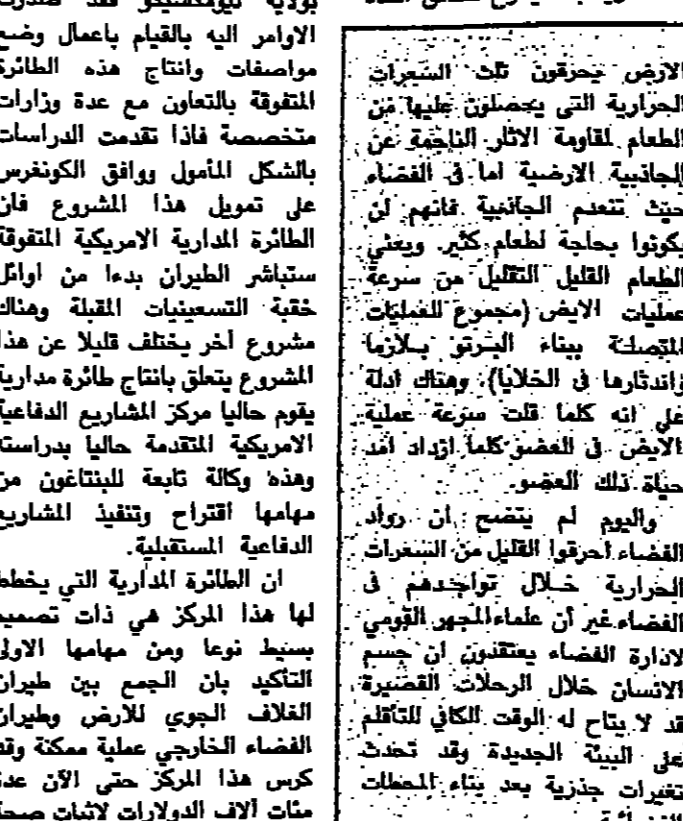 الارض يحرقون ثلث السعرات
الحرارية التي يحصلون عليها من
الطعام لمقاومة الاثار الناجمة عن
الجاذبية الارضية اما في الفضاء
حيث تنعدم الجاذبية فانهم لن
يكونوا بحاجة لطعام كثير. ويعني
الطعام القليل التقليل من سرعة
عمليات الايض (مجموع العمليات
المتصلة ببناء البرتو بلازما
واندثارها في الخلايا). وهناك ادلة
على انه كلما قلت سرعة عملية
الايض في العضو كلما ازداد امد
حياة ذلك العضو.
واليوم لم يتضح ان رواد
الفضاء احرقوا القليل من السعرات
الحرارية خلال تواجدهم في
الفضاء غير أن علماء المجهر القومي
لادارة الفضاء يعتقدون ان جسم
الانسان خلال الرحلات القصيرة
قد لا يتاح له الوقت الكافي للتأقلم
على البيئة الجديدة وقد تحدث
تغيرات جذرية بعد بناء المحطات
بولاية نيومكسيكو فقد صدرت
الاوامر اليه بالقيام باعمال وضع
مواصفات وانتاج هذه الطائرة
المتفوقة بالتعاون مع عدة وزارات
متخصصة فاذا تقدمت الدراسات
بالشكل المأمول ووافق الكونغرس
على تمويل هذا المشروع فان
الطائرة المدارية الامريكية المتفوقة
ستباشر الطيران بدءا من اوائل
حقبة التسعينيات المقبلة وهناك
مشروع آخر يختلف قليلا عن هذا
المشروع يتعلق بانتاج طائرة مدارية
يقوم حاليا مركز المشاريع الدفاعية
الامريكية المتقدمة حاليا بدراسته
وهذه وكالة تابعة للبنتاغون من
مهامها اقتراح وتنفيذ المشاريع
الدفاعية المستقبلية.
ان الطائرة المدارية التي يخطط
لها هذا المركز هي ذات تصميم
بسيط نوعا ومن مهامها الاولى
التأكيد بان الجمع بين طيران
الغلاف الجوي للارض وطيران
الفضاء الخارجي عملية ممكنة وقد
كرس هذا المركز حتى الآن عدة
مئات آلاف الدولارات لاثبات صحة